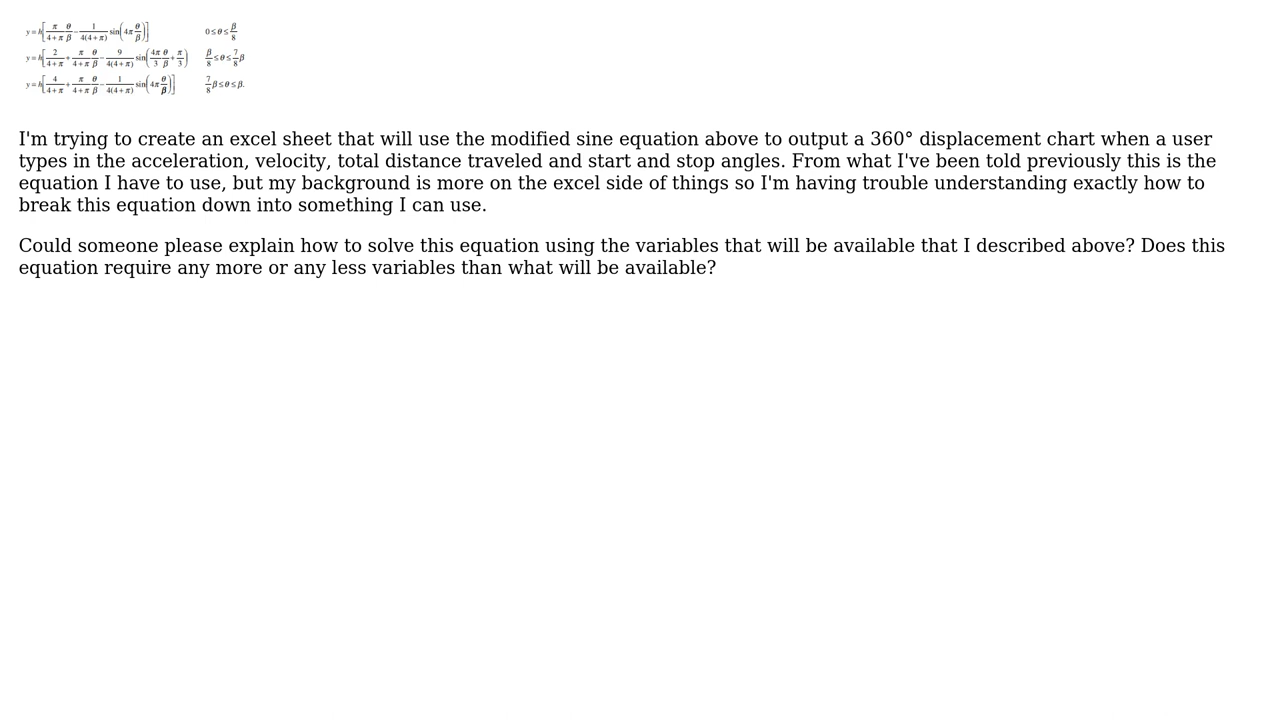 y = h[π/(4+π) θ/β − 1/(4(4+π)) sin(4π θ/β)] 0 ≤ θ ≤ β/8
y = h[2/(4+π) + π/(4+π) θ/β − 9/(4(4+π)) sin(4π/3 θ/β + π/3) β/8 ≤ θ ≤ 7/8 β
y = h[4/(4+π) + π/(4+π) θ/β − 1/(4(4+π)) sin(4π θ/β)] 7/8 β ≤ θ ≤ β.
I'm trying to create an excel sheet that will use the modified sine equation above to output a 360° displacement chart when a user
types in the acceleration, velocity, total distance traveled and start and stop angles. From what I've been told previously this is the
equation I have to use, but my background is more on the excel side of things so I'm having trouble understanding exactly how to
break this equation down into something I can use.
Could someone please explain how to solve this equation using the variables that will be available that I described above? Does this
equation require any more or any less variables than what will be available?